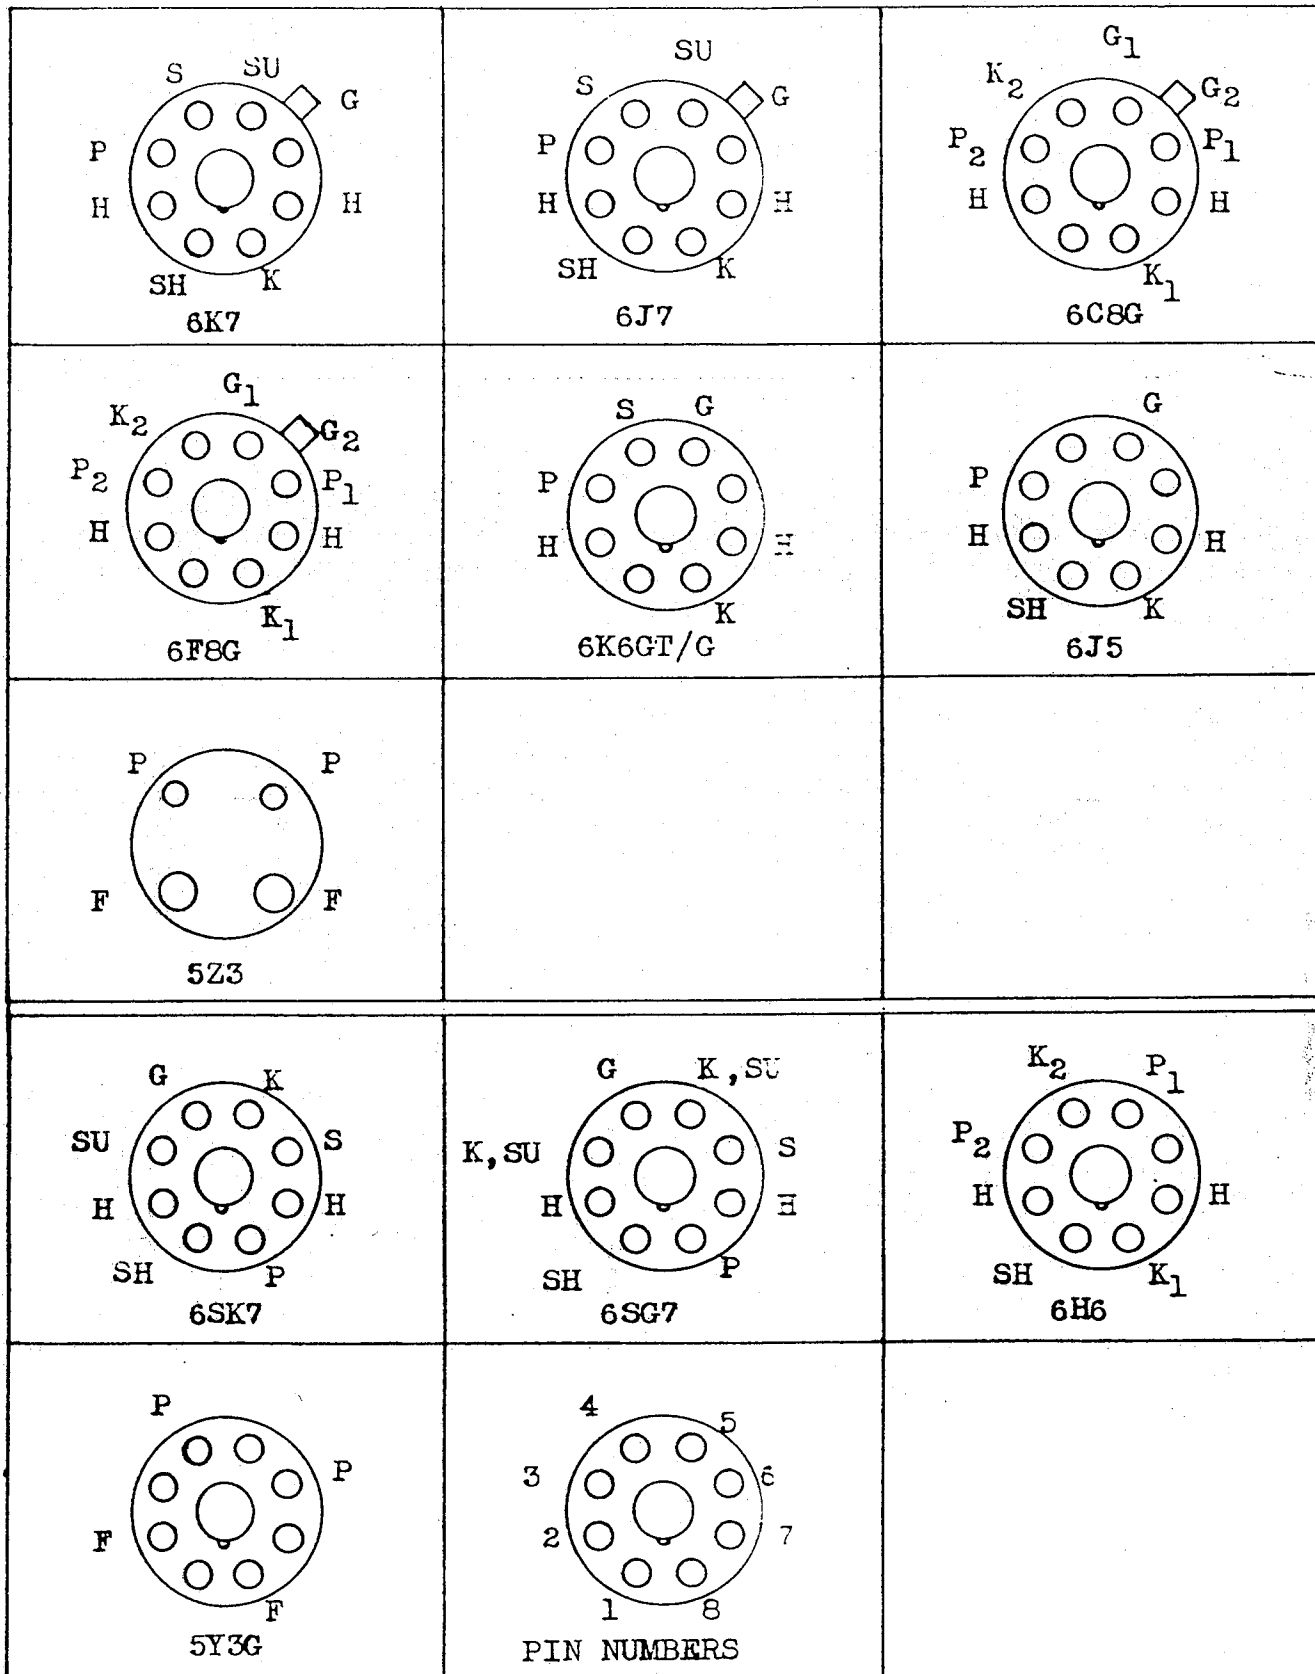 S SU G
P
H H
SH K
6K7
SU
S G
P
H H
SH K
6J7
G1
K2 G2
P2 P1
H H
K1
6C8G
G1
K2 G2
P2 P1
H H
K1
6F8G
S G
P
H H
K
6K6GT/G
G
P
H H
SH K
6J5
P P
F F
5Z3
G K
SU S
H H
SH P
6SK7
G K,SU
K,SU S
H H
SH P
6SG7
K2 P1
P2
H H
SH K1
6H6
P
P
F
F
5Y3G
4 5
3 6
2 7
1 8
PIN NUMBERS